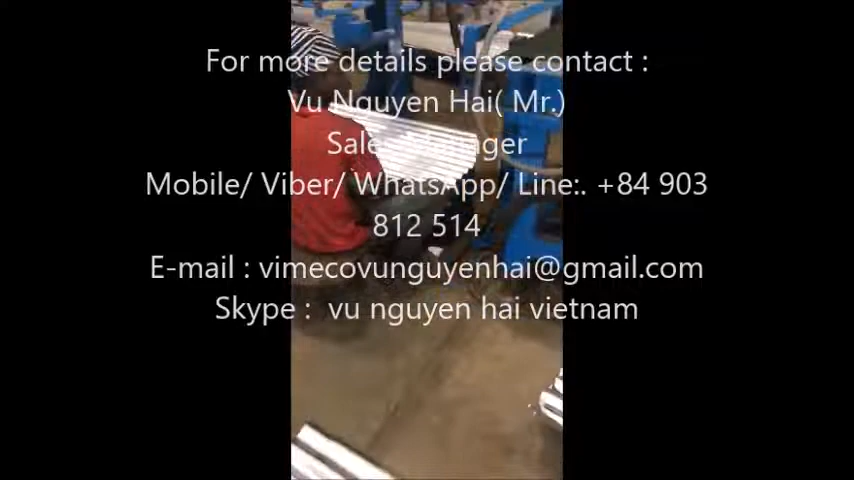 For more details please contact :
Vu Nguyen Hai( Mr.)
Sales Manager
Mobile/ Viber/ WhatsApp/ Line:. +84 903
812 514
E-mail : vimecovunguyenhai@gmail.com
Skype :  vu nguyen hai vietnam